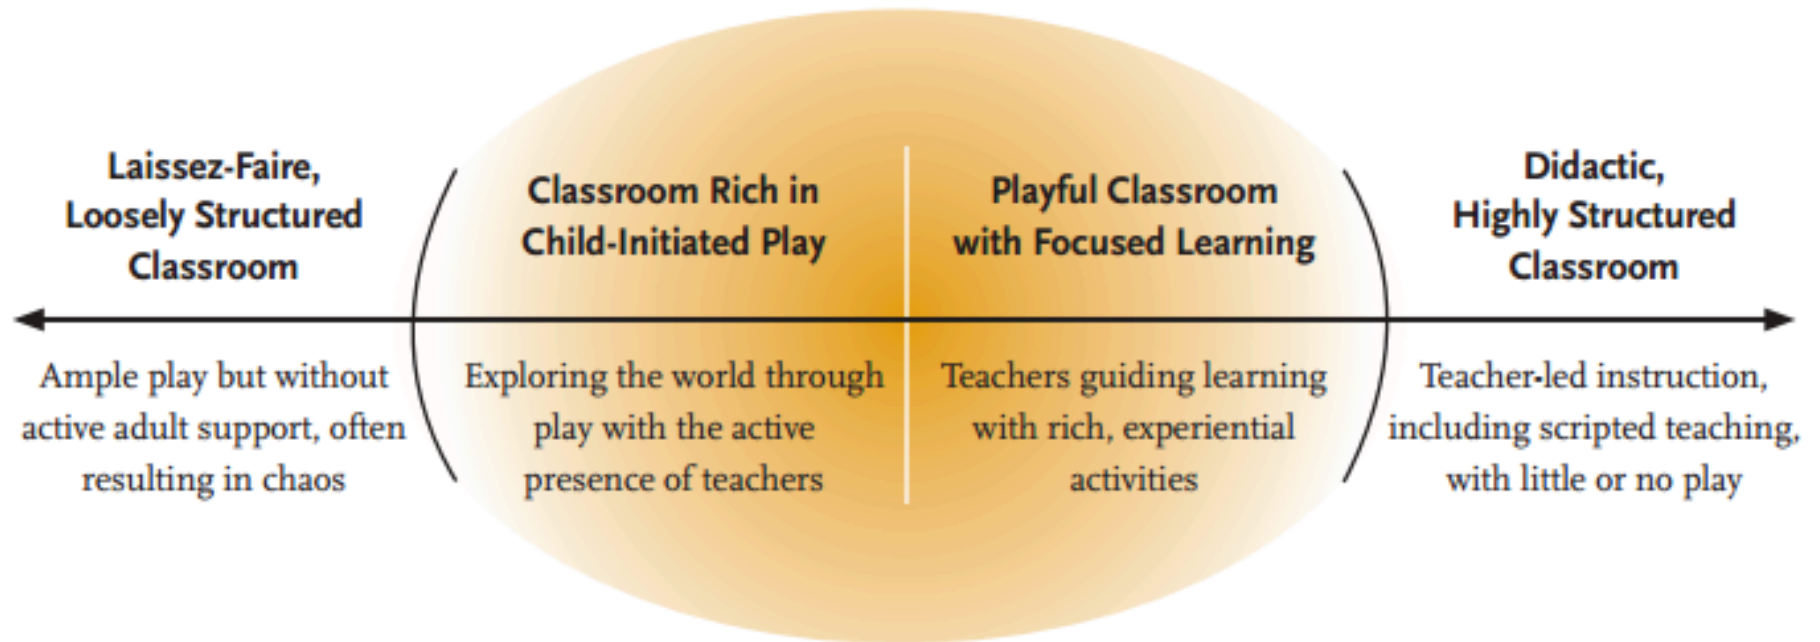 Laissez-Faire,
Loosely Structured
Classroom
Ample play but without
active adult support, often
resulting in chaos
Classroom Rich in
Child-Initiated Play
Exploring the world through
play with the active
presence of teachers
Playful Classroom
with Focused Learning
Teachers guiding learning
with rich, experiential
activities
Didactic,
Highly Structured
Classroom
Teacher-led instruction,
including scripted teaching,
with little or no play